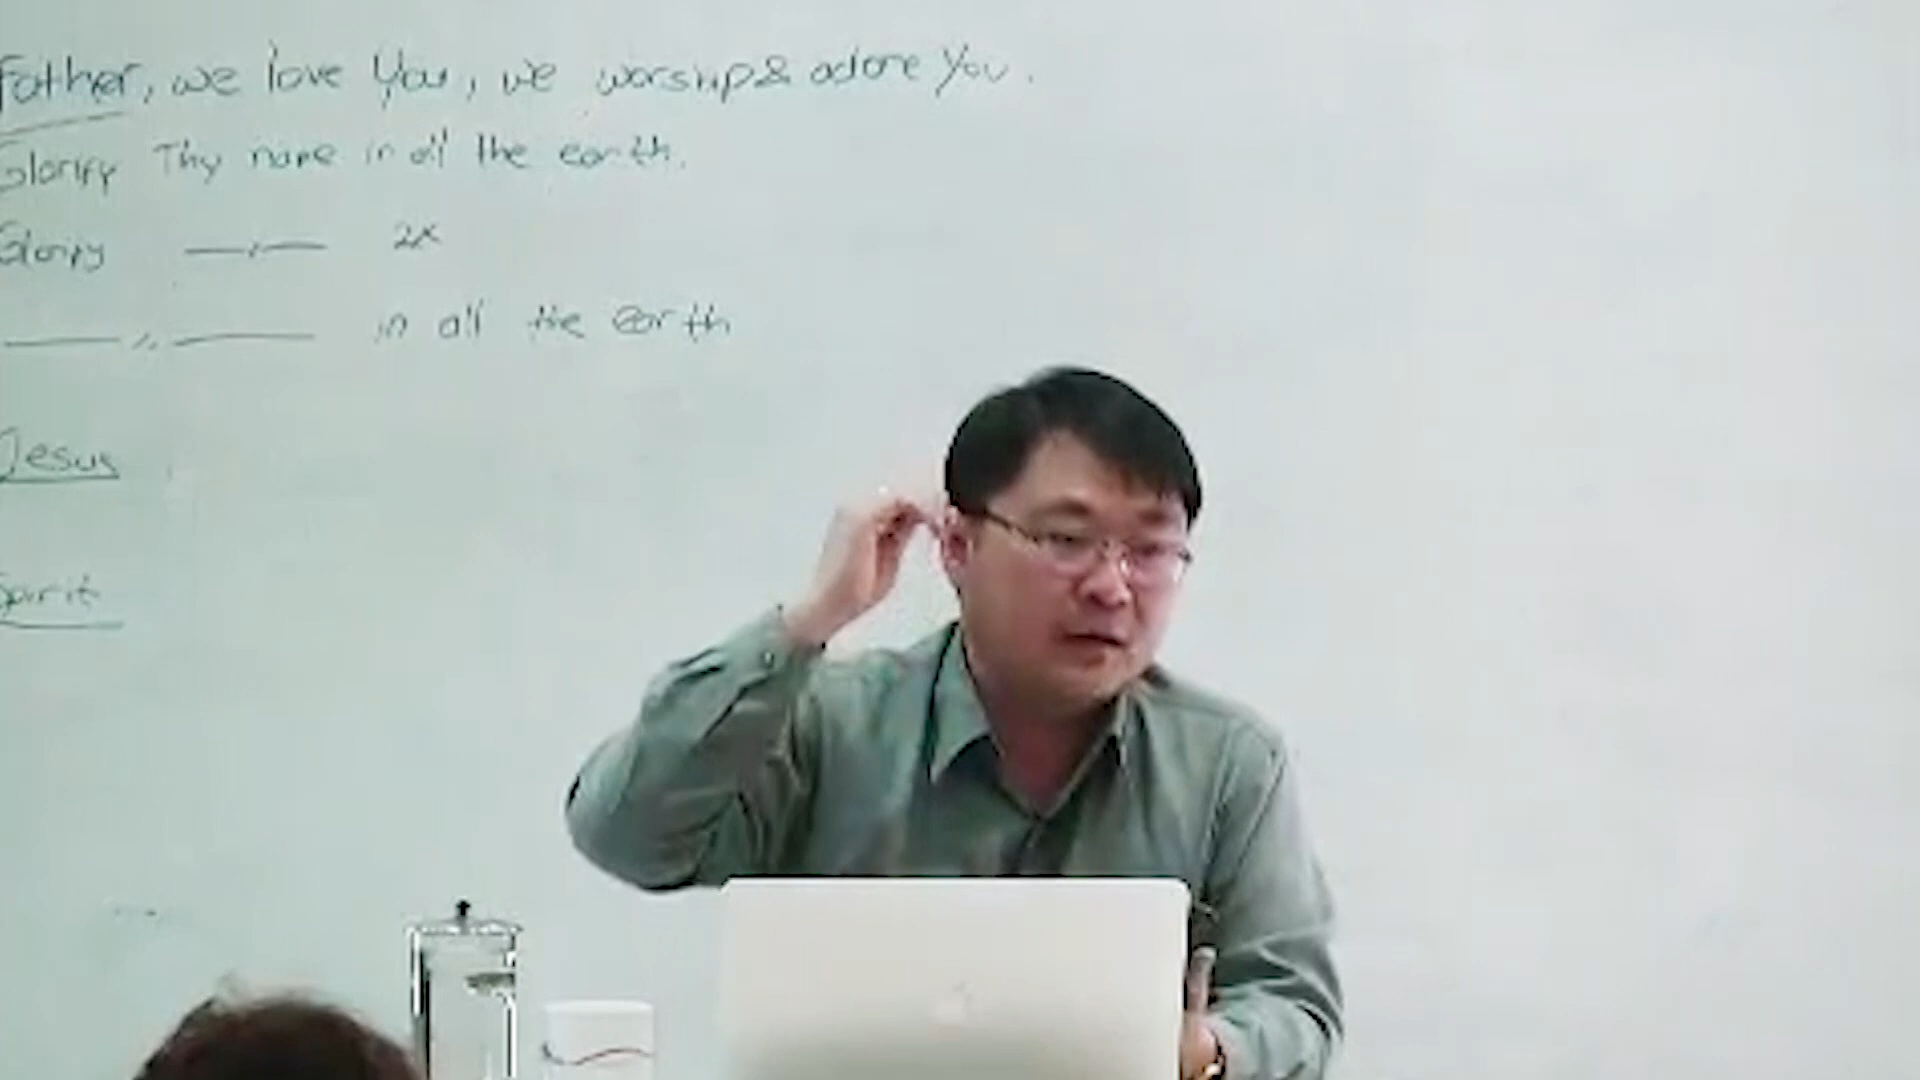 Father, we love You, we worship & adore You.
Glorify Thy name in all the earth.
Glorify —〃— 2x
—〃— in all the earth
Jesus
Spirit